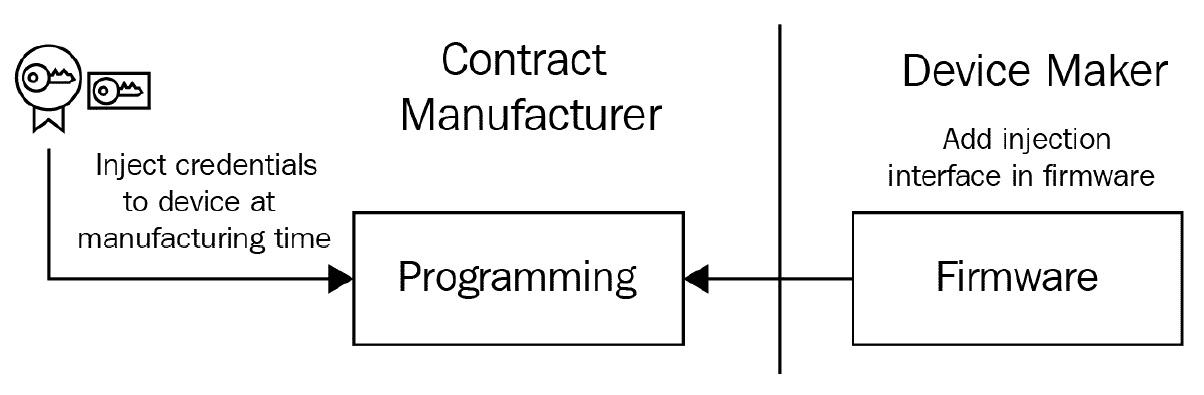 Contract
Manufacturer
Device Maker
Add injection
interface in firmware
Inject credentials
to device at
manufacturing time
Programming
Firmware